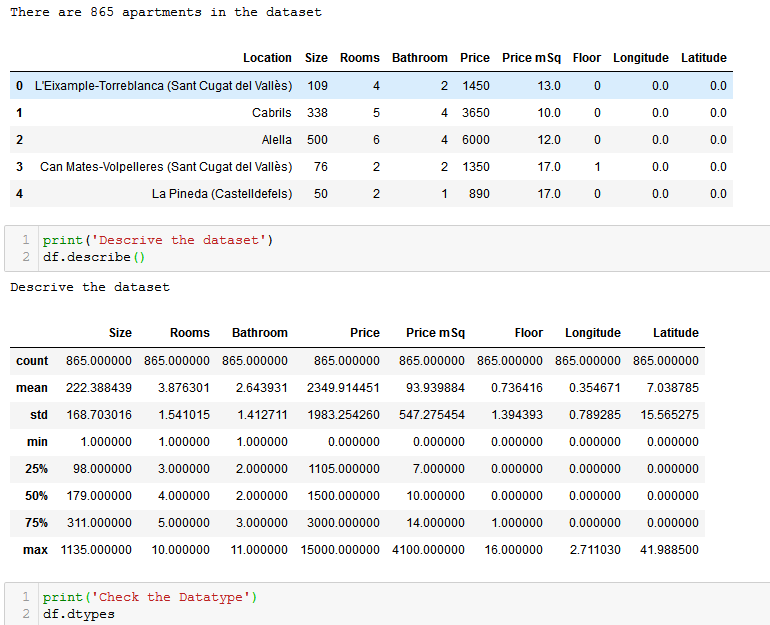 There are 865 apartments in the dataset
Location Size Rooms Bathroom Price Price mSq Floor Longitude Latitude
0 L'Eixample-Torreblanca (Sant Cugat del Vallès) 109 4 2 1450 13.0 0 0.0 0.0
1 Cabrils 338 5 4 3650 10.0 0 0.0 0.0
2 Alella 500 6 4 6000 12.0 0 0.0 0.0
3 Can Mates-Volpelleres (Sant Cugat del Vallès) 76 2 2 1350 17.0 1 0.0 0.0
4 La Pineda (Castelldefels) 50 2 1 890 17.0 0 0.0 0.0
1 print('Descrive the dataset')
2 df.describe()
Descrive the dataset
Size Rooms Bathroom Price Price mSq Floor Longitude Latitude
count 865.000000 865.000000 865.000000 865.000000 865.000000 865.000000 865.000000 865.000000
mean 222.388439 3.876301 2.643931 2349.914451 93.939884 0.736416 0.354671 7.038785
std 168.703016 1.541015 1.412711 1983.254260 547.275454 1.394393 0.789285 15.565275
min 1.000000 1.000000 1.000000 0.000000 0.000000 0.000000 0.000000 0.000000
25% 98.000000 3.000000 2.000000 1105.000000 7.000000 0.000000 0.000000 0.000000
50% 179.000000 4.000000 2.000000 1500.000000 10.000000 0.000000 0.000000 0.000000
75% 311.000000 5.000000 3.000000 3000.000000 14.000000 1.000000 0.000000 0.000000
max 1135.000000 10.000000 11.000000 15000.000000 4100.000000 16.000000 2.711030 41.988500
1 print('Check the Datatype')
2 df.dtypes